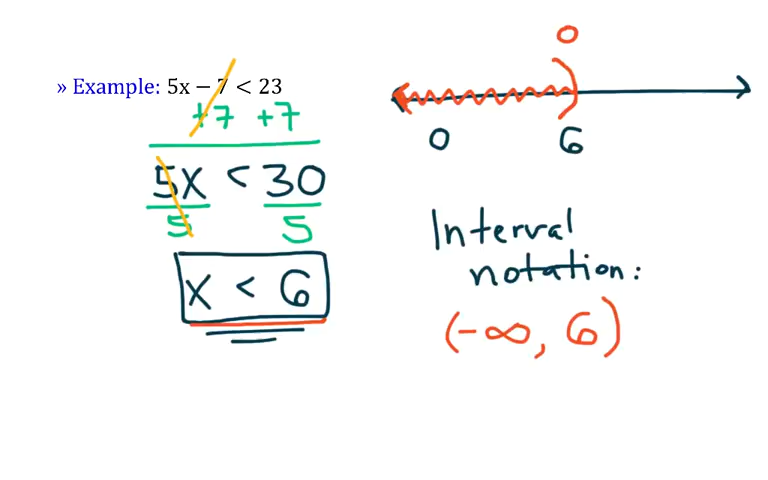 » Example: 5x − 7 < 23
+7 +7
5x < 30
5 5
x < 6
0
0 6
Interval
notation:
(-∞, 6)